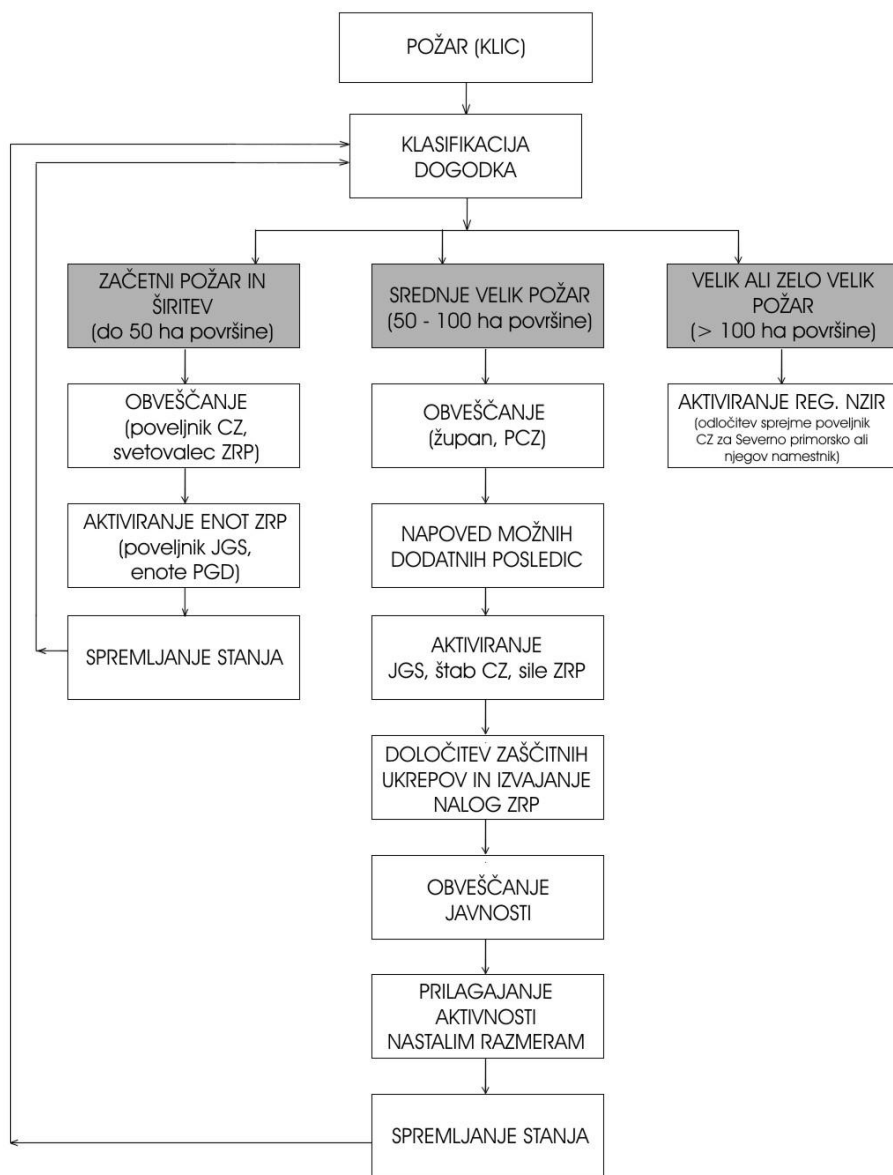 POŽAR (KLIC)
KLASIFIKACIJA
DOGODKA
ZAČETNI POŽAR IN
ŠIRITEV
(do 50 ha površine)
OBVEŠČANJE
(poveljnik CZ,
svetovalec ZRP)
AKTIVIRANJE ENOT ZRP
(poveljnik JGS,
enote PGD)
SPREMLJANJE STANJA
SREDNJE VELIK POŽAR
(50 - 100 ha površine)
OBVEŠČANJE
(župan, PCZ)
NAPOVED MOŽNIH
DODATNIH POSLEDIC
AKTIVIRANJE
JGS, štab CZ, sile ZRP
DOLOČITEV ZAŠČITNIH
UKREPOV IN IZVAJANJE
NALOG ZRP
OBVEŠČANJE
JAVNOSTI
PRILAGAJANJE
AKTIVNOSTI
NASTALIM RAZMERAM
SPREMLJANJE STANJA
VELIK ALI ZELO VELIK
POŽAR
(> 100 ha površine)
AKTIVIRANJE REG. NZIR
(odločitev sprejme poveljnik
CZ za Severno primorsko ali
njegov namestnik)